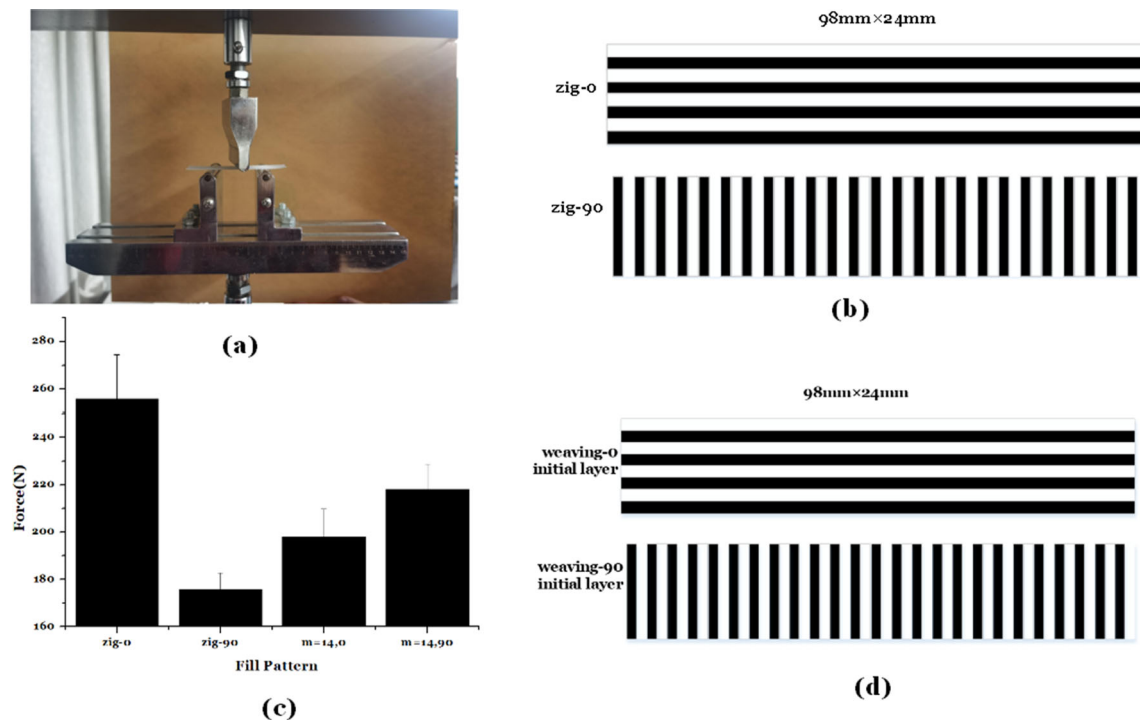 98mm×24mm
zig-0
zig-90
(a)
(b)
280
260
240
220
200
180
160
Force(N)
zig-0
zig-90
m=14,0
m=14,90
Fill Pattern
(c)
98mm×24mm
weaving-0
initial layer
weaving-90
initial layer
(d)